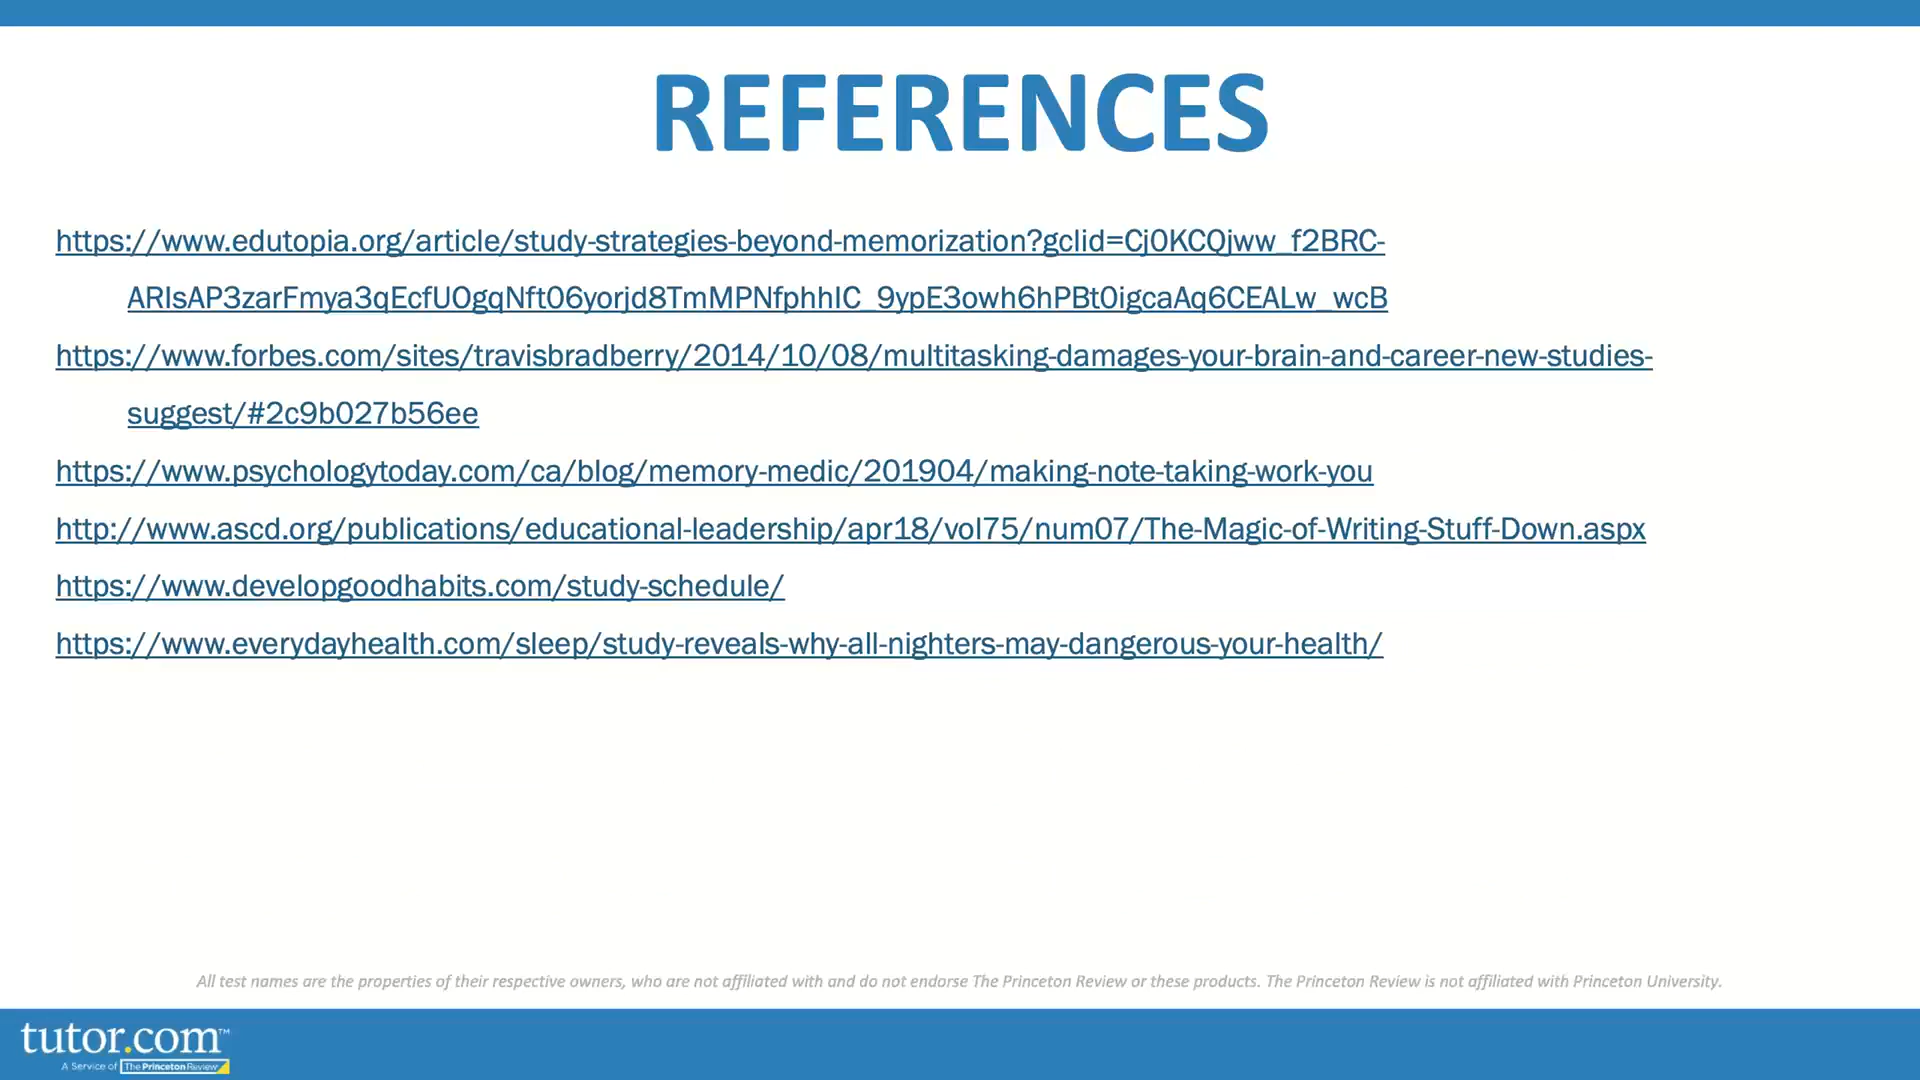 REFERENCES
https://www.edutopia.org/article/study-strategies-beyond-memorization?gclid=Cj0KCQjww_f2BRC-
ARIsAP3zarFmya3qEcfUOgqNft06yorjd8TmMPNfphhIC_9ypE3owh6hPBt0igcaAq6CEALw_wcB
https://www.forbes.com/sites/travisbradberry/2014/10/08/multitasking-damages-your-brain-and-career-new-studies-
suggest/#2c9b027b56ee
https://www.psychologytoday.com/ca/blog/memory-medic/201904/making-note-taking-work-you
http://www.ascd.org/publications/educational-leadership/apr18/vol75/num07/The-Magic-of-Writing-Stuff-Down.aspx
https://www.developgoodhabits.com/study-schedule/
https://www.everydayhealth.com/sleep/study-reveals-why-all-nighters-may-dangerous-your-health/
All test names are the properties of their respective owners, who are not affiliated with and do not endorse The Princeton Review or these products. The Princeton Review is not affiliated with Princeton University.
tutor.com™
A Service of The Princeton Review